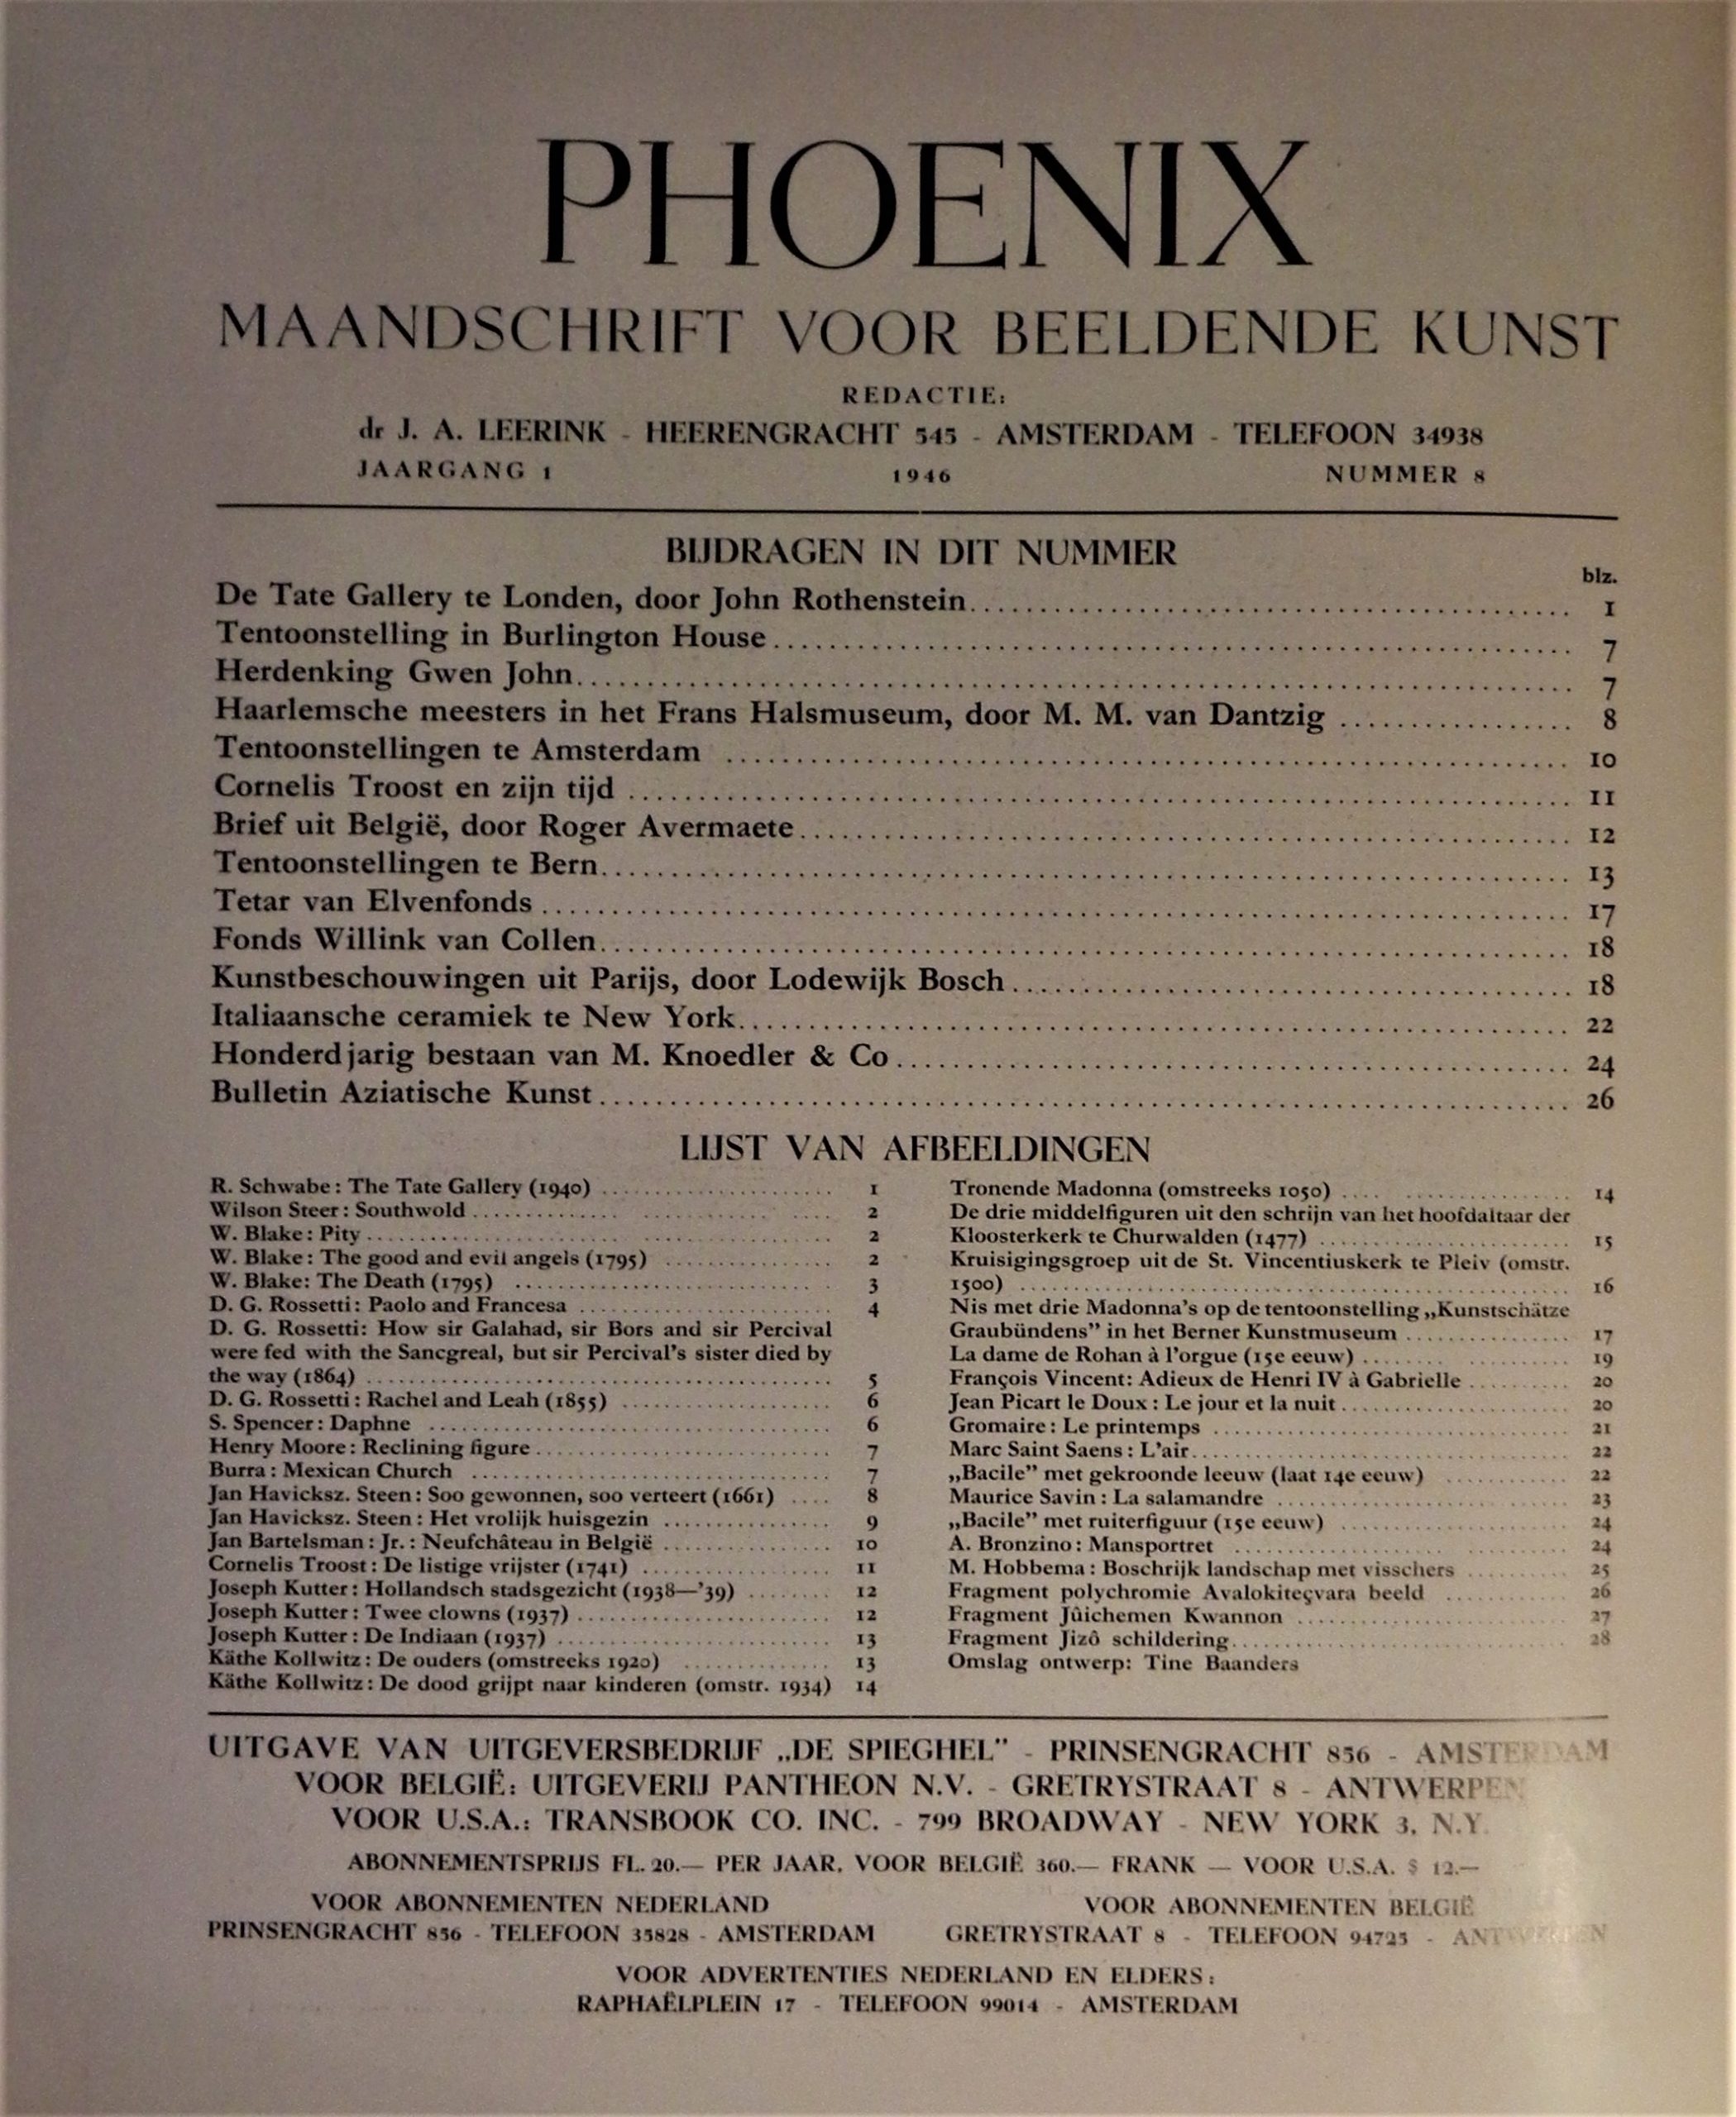 PHOENIX
MAANDSCHRIFT VOOR BEELDENDE KUNST
REDACTIE:
dr J. A. LEERINK - HEERENGRACHT 545 - AMSTERDAM - TELEFOON 34938
JAARGANG 1 1946 NUMMER 8
BIJDRAGEN IN DIT NUMMER
blz.
De Tate Gallery te Londen, door John Rothenstein 1
Tentoonstelling in Burlington House 7
Herdenking Gwen John 7
Haarlemsche meesters in het Frans Halsmuseum, door M. M. van Dantzig 8
Tentoonstellingen te Amsterdam 10
Cornelis Troost en zijn tijd 11
Brief uit België, door Roger Avermaete 12
Tentoonstellingen te Bern 13
Tetar van Elvenfonds 17
Fonds Willink van Collen 18
Kunstbeschouwingen uit Parijs, door Lodewijk Bosch 18
Italiaansche ceramiek te New York 22
Honderdjarig bestaan van M. Knoedler & Co 24
Bulletin Aziatische Kunst 26
LIJST VAN AFBEELDINGEN
R. Schwabe: The Tate Gallery (1940) 1
Wilson Steer: Southwold 2
W. Blake: Pity 2
W. Blake: The good and evil angels (1795) 2
W. Blake: The Death (1795) 3
D. G. Rossetti: Paolo and Francesa 4
D. G. Rossetti: How sir Galahad, sir Bors and sir Percival
were fed with the Sancgreal, but sir Percival's sister died by
the way (1864) 5
D. G. Rossetti: Rachel and Leah (1855) 6
S. Spencer: Daphne 6
Henry Moore: Reclining figure 7
Burra: Mexican Church 7
Jan Havicksz. Steen: Soo gewonnen, soo verteert (1661) 8
Jan Havicksz. Steen: Het vrolijk huisgezin 9
Jan Bartelsman: Jr.: Neufchâteau in België 10
Cornelis Troost: De listige vrijster (1741) 11
Joseph Kutter: Hollandsch stadsgezicht (1938—'39) 12
Joseph Kutter: Twee clowns (1937) 12
Joseph Kutter: De Indiaan (1937) 13
Käthe Kollwitz: De ouders (omstreeks 1920) 13
Käthe Kollwitz: De dood grijpt naar kinderen (omstr. 1934) 14
Tronende Madonna (omstreeks 1050) 14
De drie middelfiguren uit den schrijn van het hoofdaltaar der
Kloosterkerk te Churwalden (1477) 15
Kruisigingsgroep uit de St. Vincentiuskerk te Pleiv (omstr.
1500) 16
Nis met drie Madonna's op de tentoonstelling „Kunstschätze
Graubündens" in het Berner Kunstmuseum 17
La dame de Rohan à l'orgue (15e eeuw) 19
François Vincent: Adieux de Henri IV à Gabrielle 20
Jean Picart le Doux: Le jour et la nuit 20
Gromaire: Le printemps 21
Marc Saint Saens: L'air 22
„Bacile" met gekroonde leeuw (laat 14e eeuw) 22
Maurice Savin: La salamandre 23
„Bacile" met ruiterfiguur (15e eeuw) 24
A. Bronzino: Mansportret 24
M. Hobbema: Boschrijk landschap met visschers 25
Fragment polychromie Avalokiteçvara beeld 26
Fragment Jûichemen Kwannon 27
Fragment Jizô schildering 28
Omslag ontwerp: Tine Baanders
UITGAVE VAN UITGEVERSBEDRIJF „DE SPIEGHEL" - PRINSENGRACHT 856 - AMSTERDAM
VOOR BELGIË: UITGEVERIJ PANTHEON N.V. - GRETRYSTRAAT 8 - ANTWERPEN
VOOR U.S.A.: TRANSBOOK CO. INC. - 799 BROADWAY - NEW YORK 3. N.Y.
ABONNEMENTSPRIJS FL. 20.— PER JAAR, VOOR BELGIË 360.— FRANK — VOOR U.S.A. $ 12.—
VOOR ABONNEMENTEN NEDERLAND
PRINSENGRACHT 856 - TELEFOON 35828 - AMSTERDAM
VOOR ABONNEMENTEN BELGIË
GRETRYSTRAAT 8 - TELEFOON 94725 - ANTWERPEN
VOOR ADVERTENTIES NEDERLAND EN ELDERS:
RAPHAËLPLEIN 17 - TELEFOON 99014 - AMSTERDAM